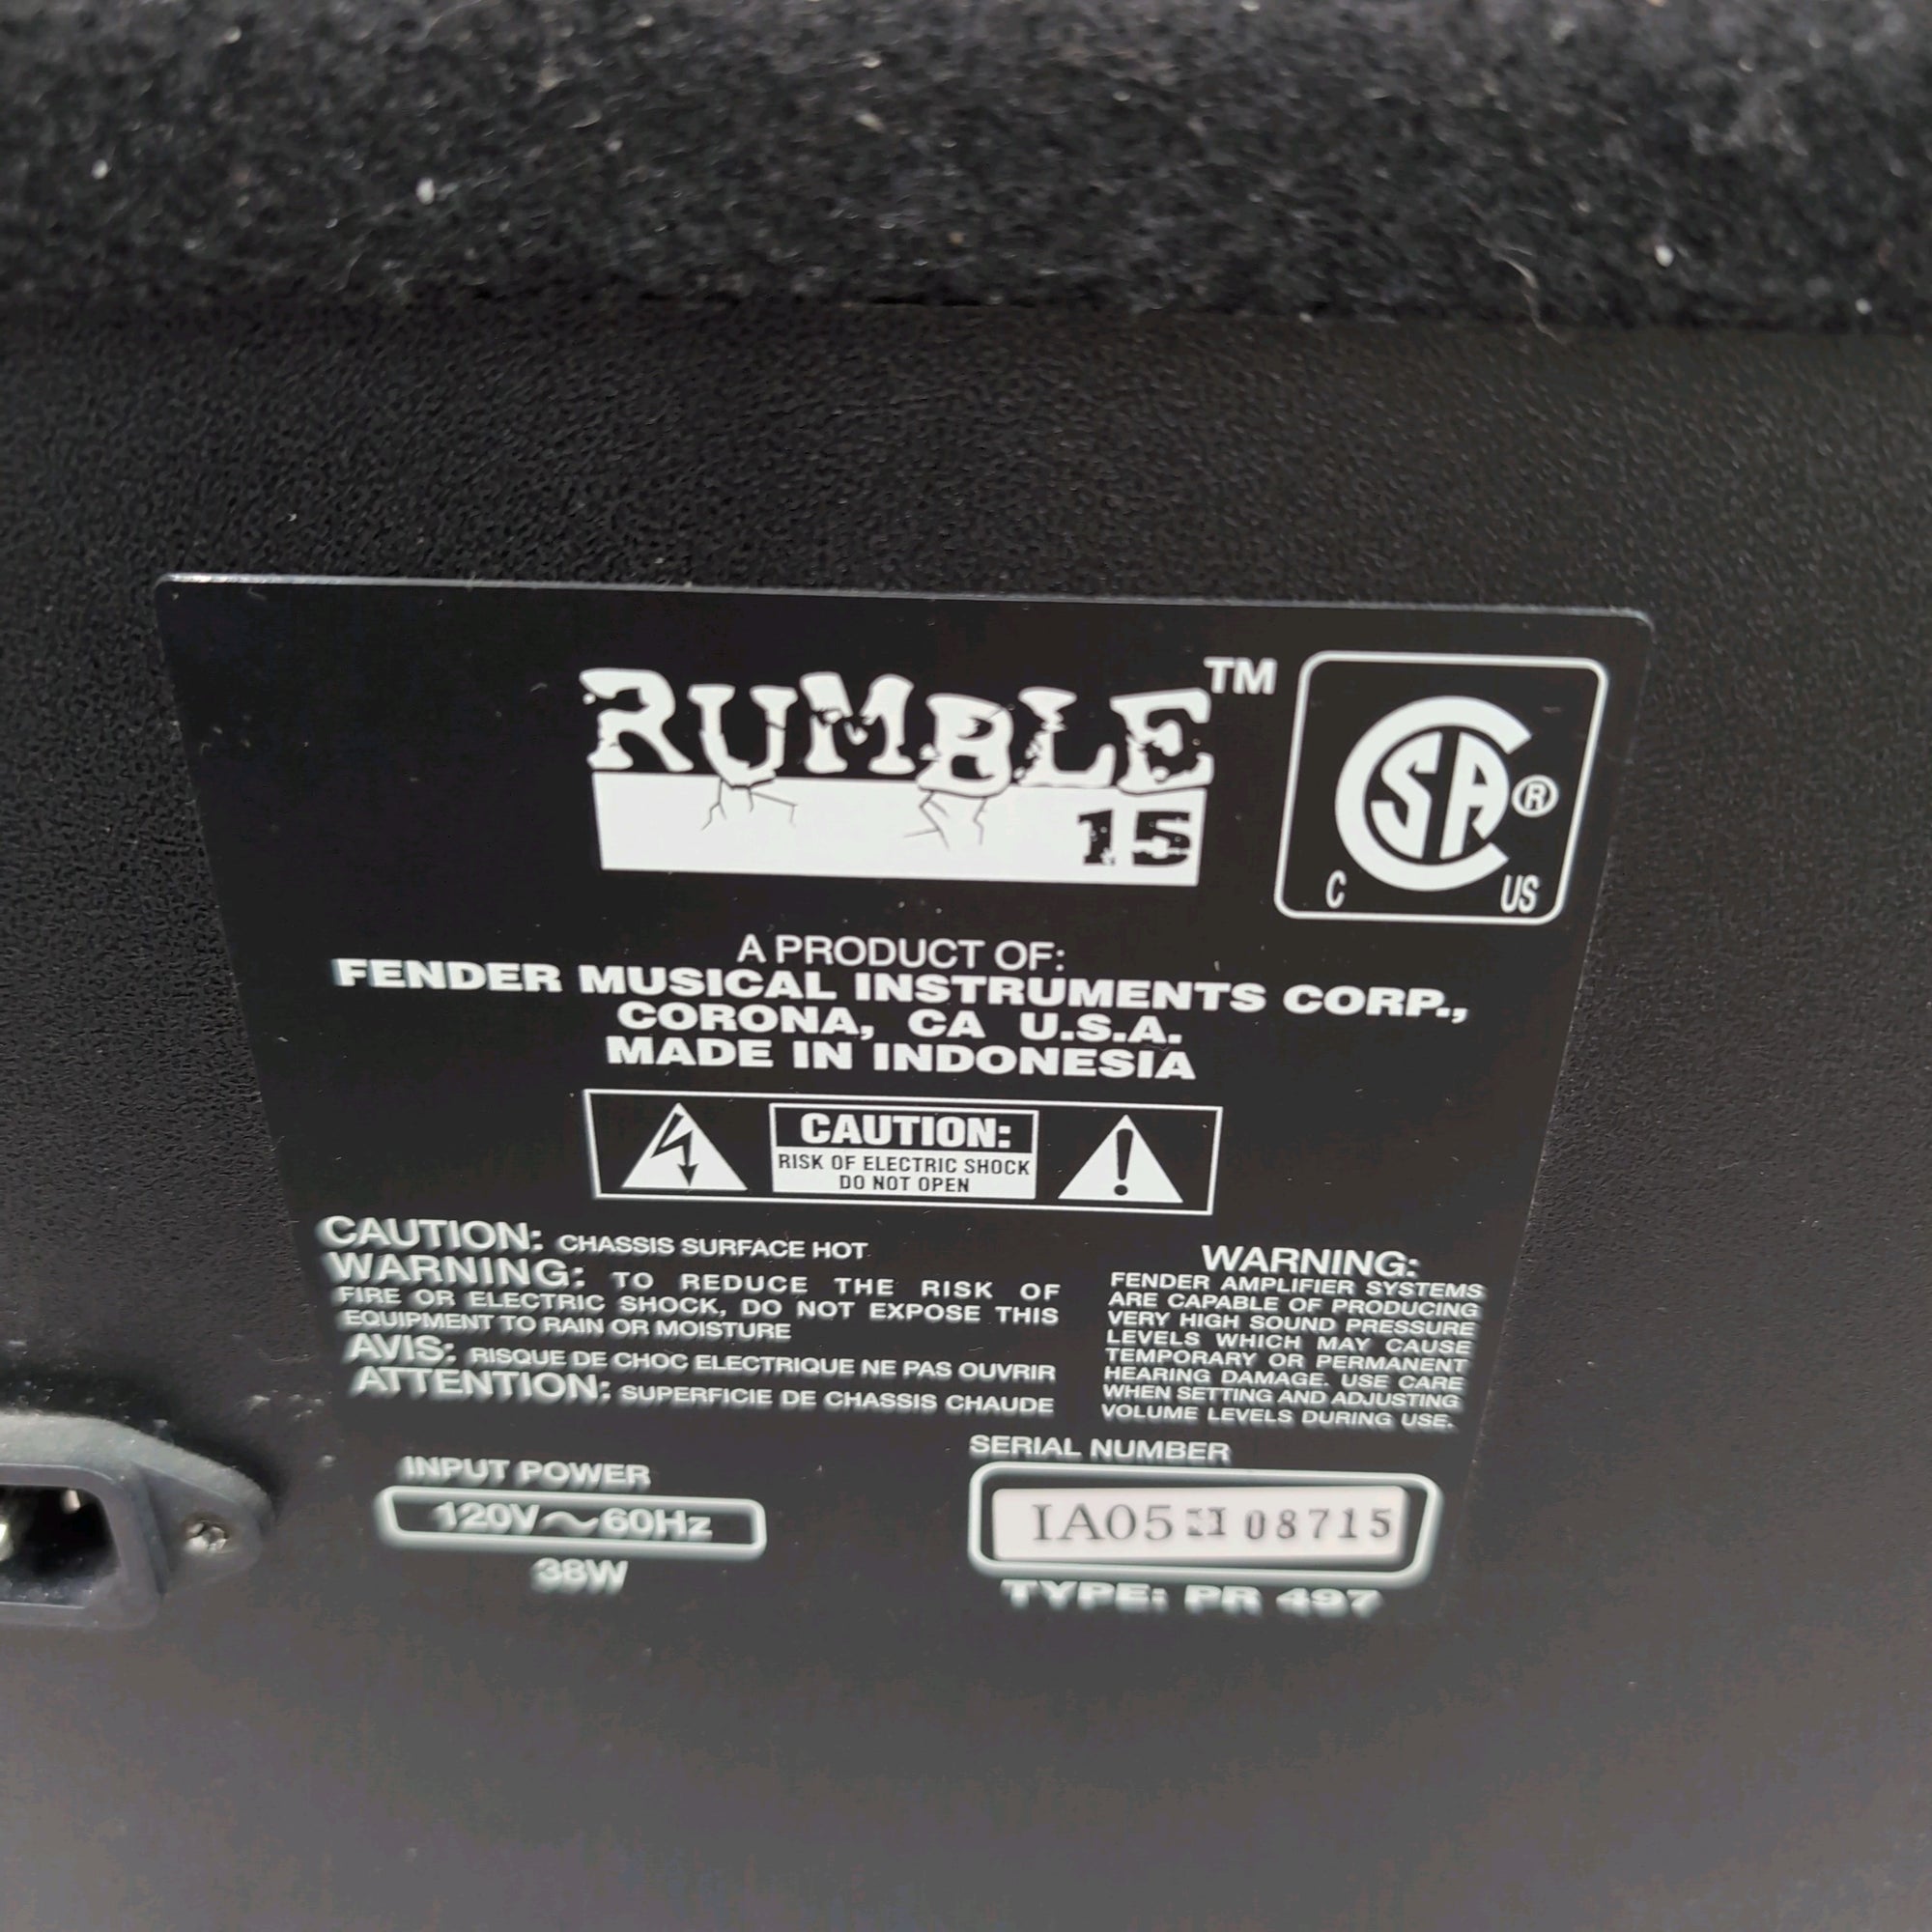 RUMBLE™
15
CSA®
C US
A PRODUCT OF:
FENDER MUSICAL INSTRUMENTS CORP.,
CORONA, CA U.S.A.
MADE IN INDONESIA
CAUTION:
RISK OF ELECTRIC SHOCK
DO NOT OPEN
CAUTION: CHASSIS SURFACE HOT
WARNING: TO REDUCE THE RISK OF
FIRE OR ELECTRIC SHOCK, DO NOT EXPOSE THIS
EQUIPMENT TO RAIN OR MOISTURE
AVIS: RISQUE DE CHOC ELECTRIQUE NE PAS OUVRIR
ATTENTION: SUPERFICIE DE CHASSIS CHAUDE
WARNING:
FENDER AMPLIFIER SYSTEMS
ARE CAPABLE OF PRODUCING
VERY HIGH SOUND PRESSURE
LEVELS WHICH MAY CAUSE
TEMPORARY OR PERMANENT
HEARING DAMAGE. USE CARE
WHEN SETTING AND ADJUSTING
VOLUME LEVELS DURING USE.
INPUT POWER
120V~60Hz
38W
SERIAL NUMBER
IA05 08715
TYPE: PR 497